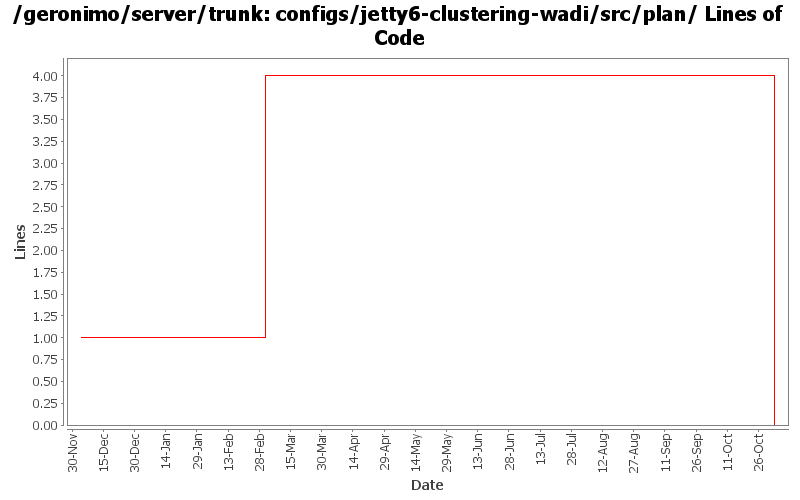 /geronimo/server/trunk: configs/jetty6-clustering-wadi/src/plan/ Lines of
Code
Lines
4.00
3.75
3.50
3.25
3.00
2.75
2.50
2.25
2.00
1.75
1.50
1.25
1.00
0.75
0.50
0.25
0.00
30-Nov
15-Dec
30-Dec
14-Jan
29-Jan
13-Feb
28-Feb
15-Mar
30-Mar
14-Apr
29-Apr
14-May
29-May
13-Jun
28-Jun
13-Jul
28-Jul
12-Aug
27-Aug
11-Sep
26-Sep
11-Oct
26-Oct
Date